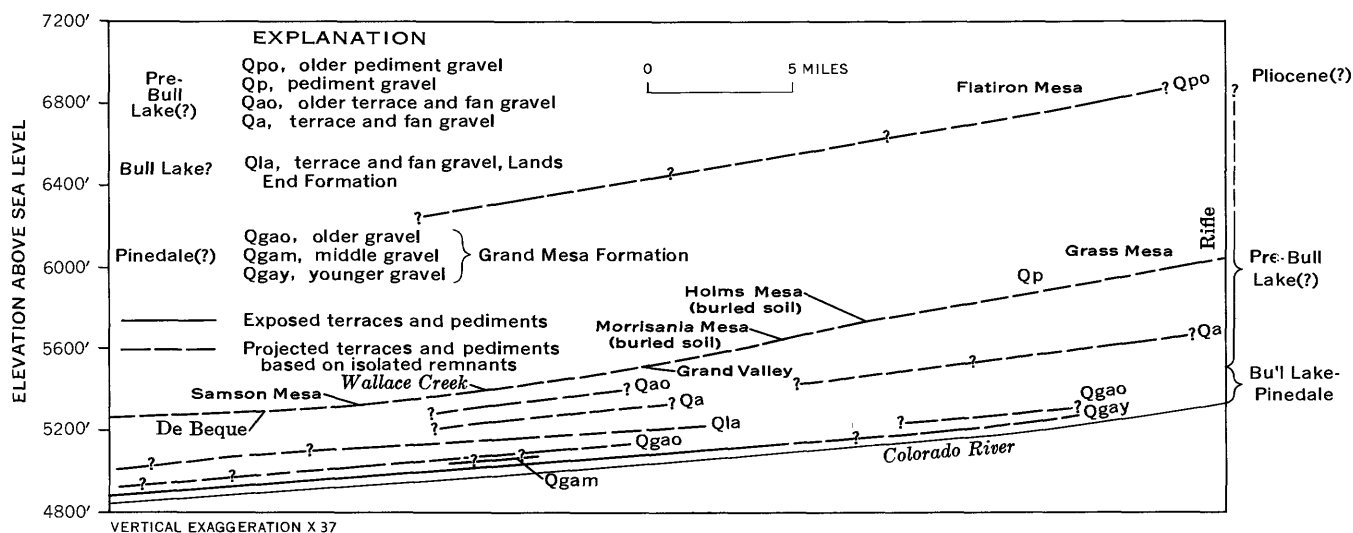 7200'
6800'
6400'
6000'
5600'
5200'
4800'
ELEVATION ABOVE SEA LEVEL
EXPLANATION
Pre-
Bull
Lake(?)
Qpo, older pediment gravel
Qp, pediment gravel
Qao, older terrace and fan gravel
Qa, terrace and fan gravel
Bull Lake?
Qla, terrace and fan gravel, Lands
End Formation
Pinedale(?)
Qgao, older gravel
Qgam, middle gravel
Qgay, younger gravel
Grand Mesa Formation
Exposed terraces and pediments
Projected terraces and pediments
based on isolated remnants
0 5 MILES
Flatiron Mesa
? ? ? ? Qpo
Rifle
Grass Mesa
Qp
Holms Mesa
(buried soil)
Morrisania Mesa
(buried soil)
Grand Valley
Wallace Creek
Samson Mesa
De Beque
? Qao
? Qa
? ? Qa
? ? Qla
? ? ? Qgao
? Qgam
? ? Qgao
? Qgay
Colorado River
? Pliocene(?)
Pre-Bull
Lake(?)
Bull Lake-
Pinedale
VERTICAL EXAGGERATION X 37